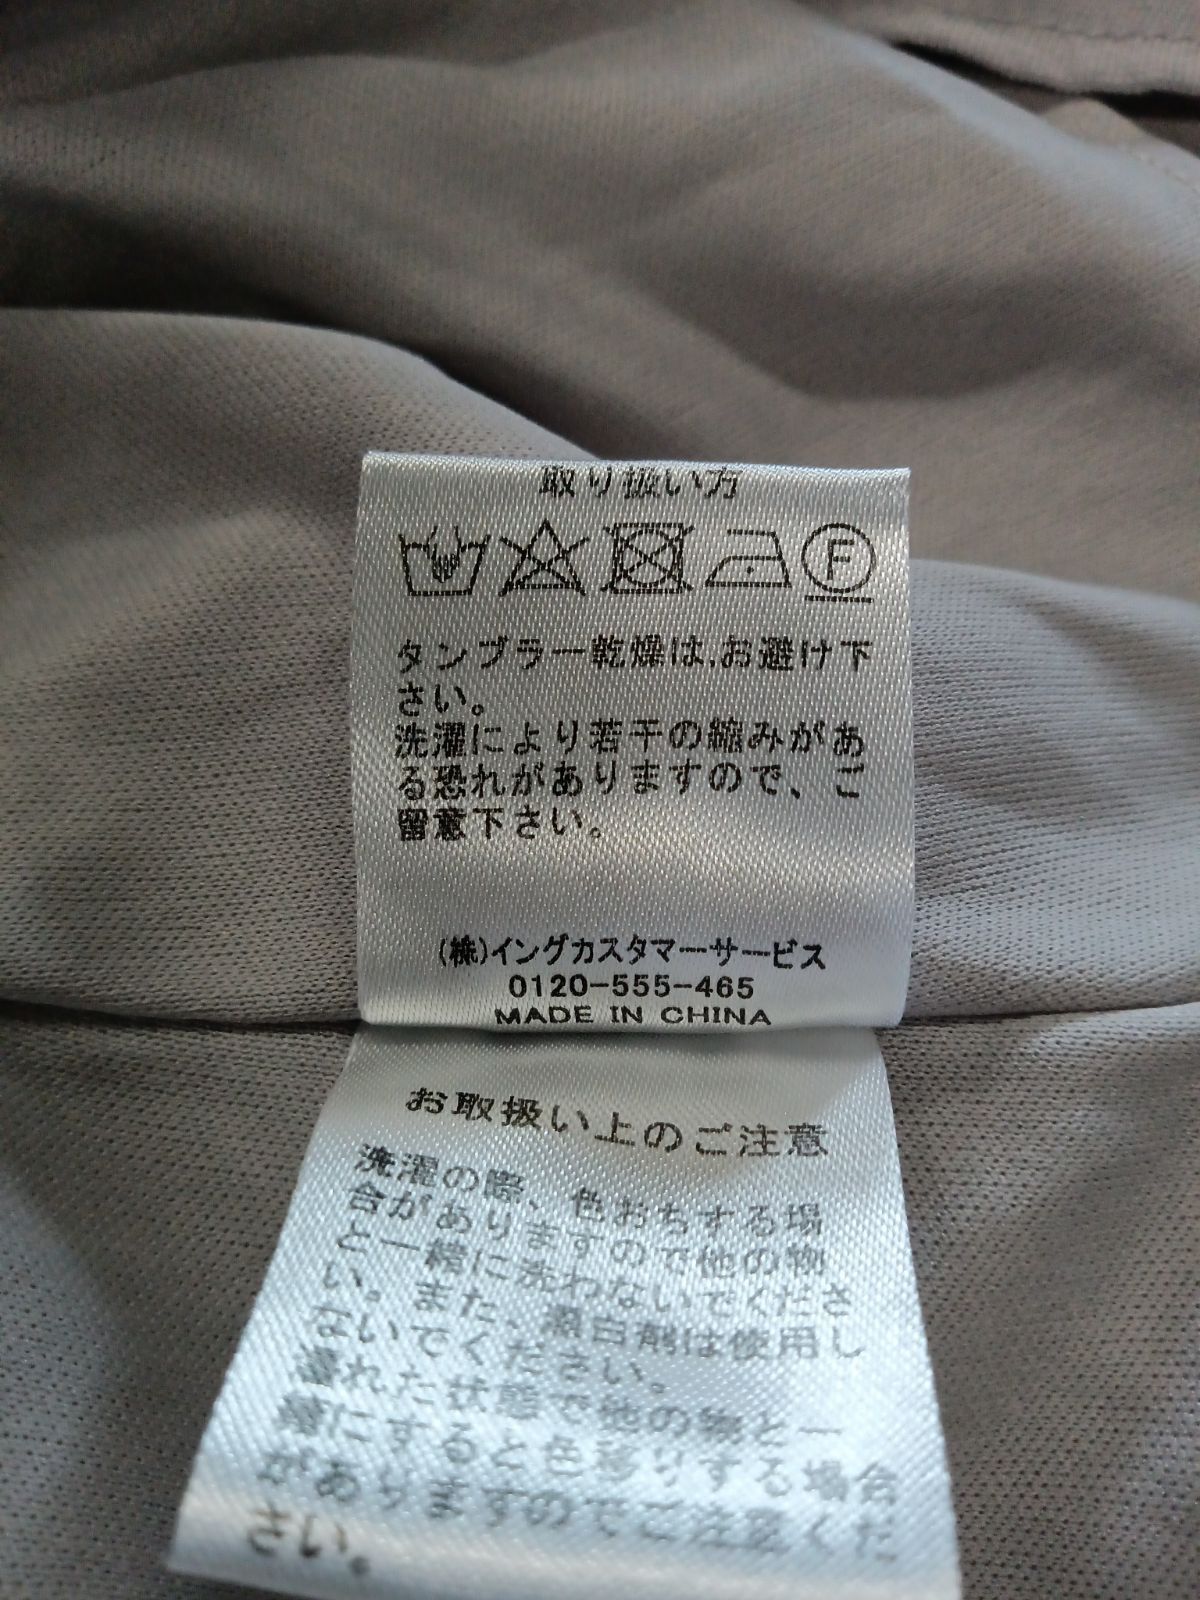 取り扱い方
F
タンブラー乾燥は、お避け下
さい。
洗濯により若干の縮みがあ
る恐れがありますので、ご
留意下さい。
(株)イングカスタマーサービス
0120-555-465
MADE IN CHINA
お取扱い上のご注意
洗濯の際、色おちする場
合がありますので他の物
と一緒に洗わないでくださ
い。また、漂白剤は使用し
ないでください。
濡れた状態で他の物と一
緒にすると色移りする場合
がありますのでご注意くだ
さい。